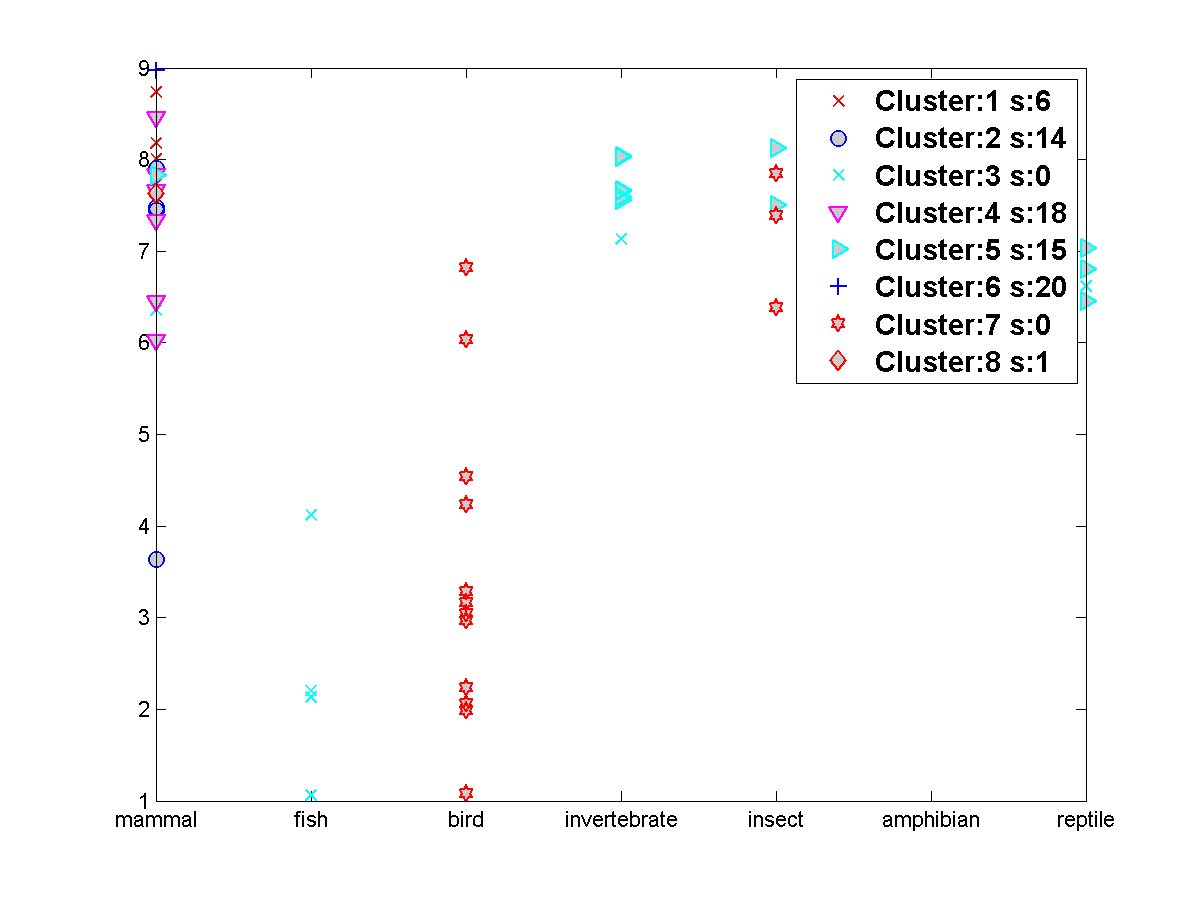 9
8
7
6
5
4
3
2
1
mammal fish bird invertebrate insect amphibian reptile
Cluster:1 s:6
Cluster:2 s:14
Cluster:3 s:0
Cluster:4 s:18
Cluster:5 s:15
Cluster:6 s:20
Cluster:7 s:0
Cluster:8 s:1